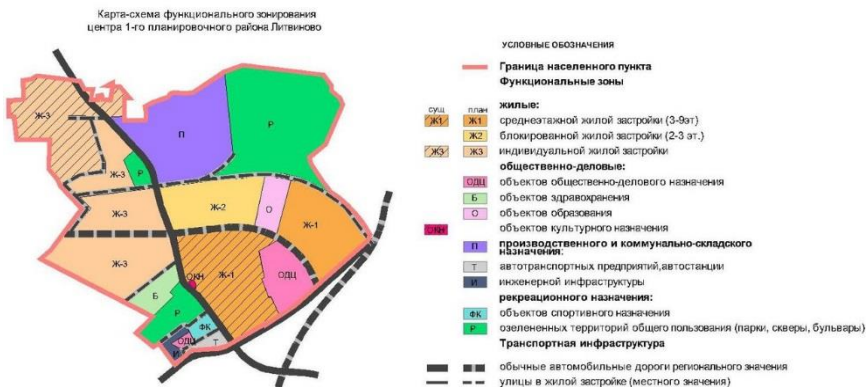 Карта-схема функционального зонирования
центра 1-го планировочного района Литвиново
Ж-3
П
Р
Ж-3
Р
Ж-3
Ж-2
О
Ж-1
Ж-3
Ж-1
ОДЦ
ОКН
Б
Р
ФК
ОДЦ
И
Т
УСЛОВНЫЕ ОБОЗНАЧЕНИЯ
Граница населенного пункта
Функциональные зоны
сущ план жилые:
Ж1 Ж1 среднеэтажной жилой застройки (3-9эт)
Ж2 блокированной жилой застройки (2-3 эт.)
Ж3 Ж3 индивидуальной жилой застройки
общественно-деловые:
ОДЦ объектов общественно-делового назначения
Б объектов здравохранения
О объектов образования
ОКН объектов культурного назначения
П производственного и коммунально-складского
назначения:
Т автотранспортных предприятий,автостанции
И инженерной инфраструктуры
рекреационного назначения:
ФК объектов спортивного назначения
Р озелененных территорий общего пользования (парки, скверы, бульвары)
Транспортная инфраструктура
обычные автомобильные дороги регионального значения
улицы в жилой застройке (местного значения)